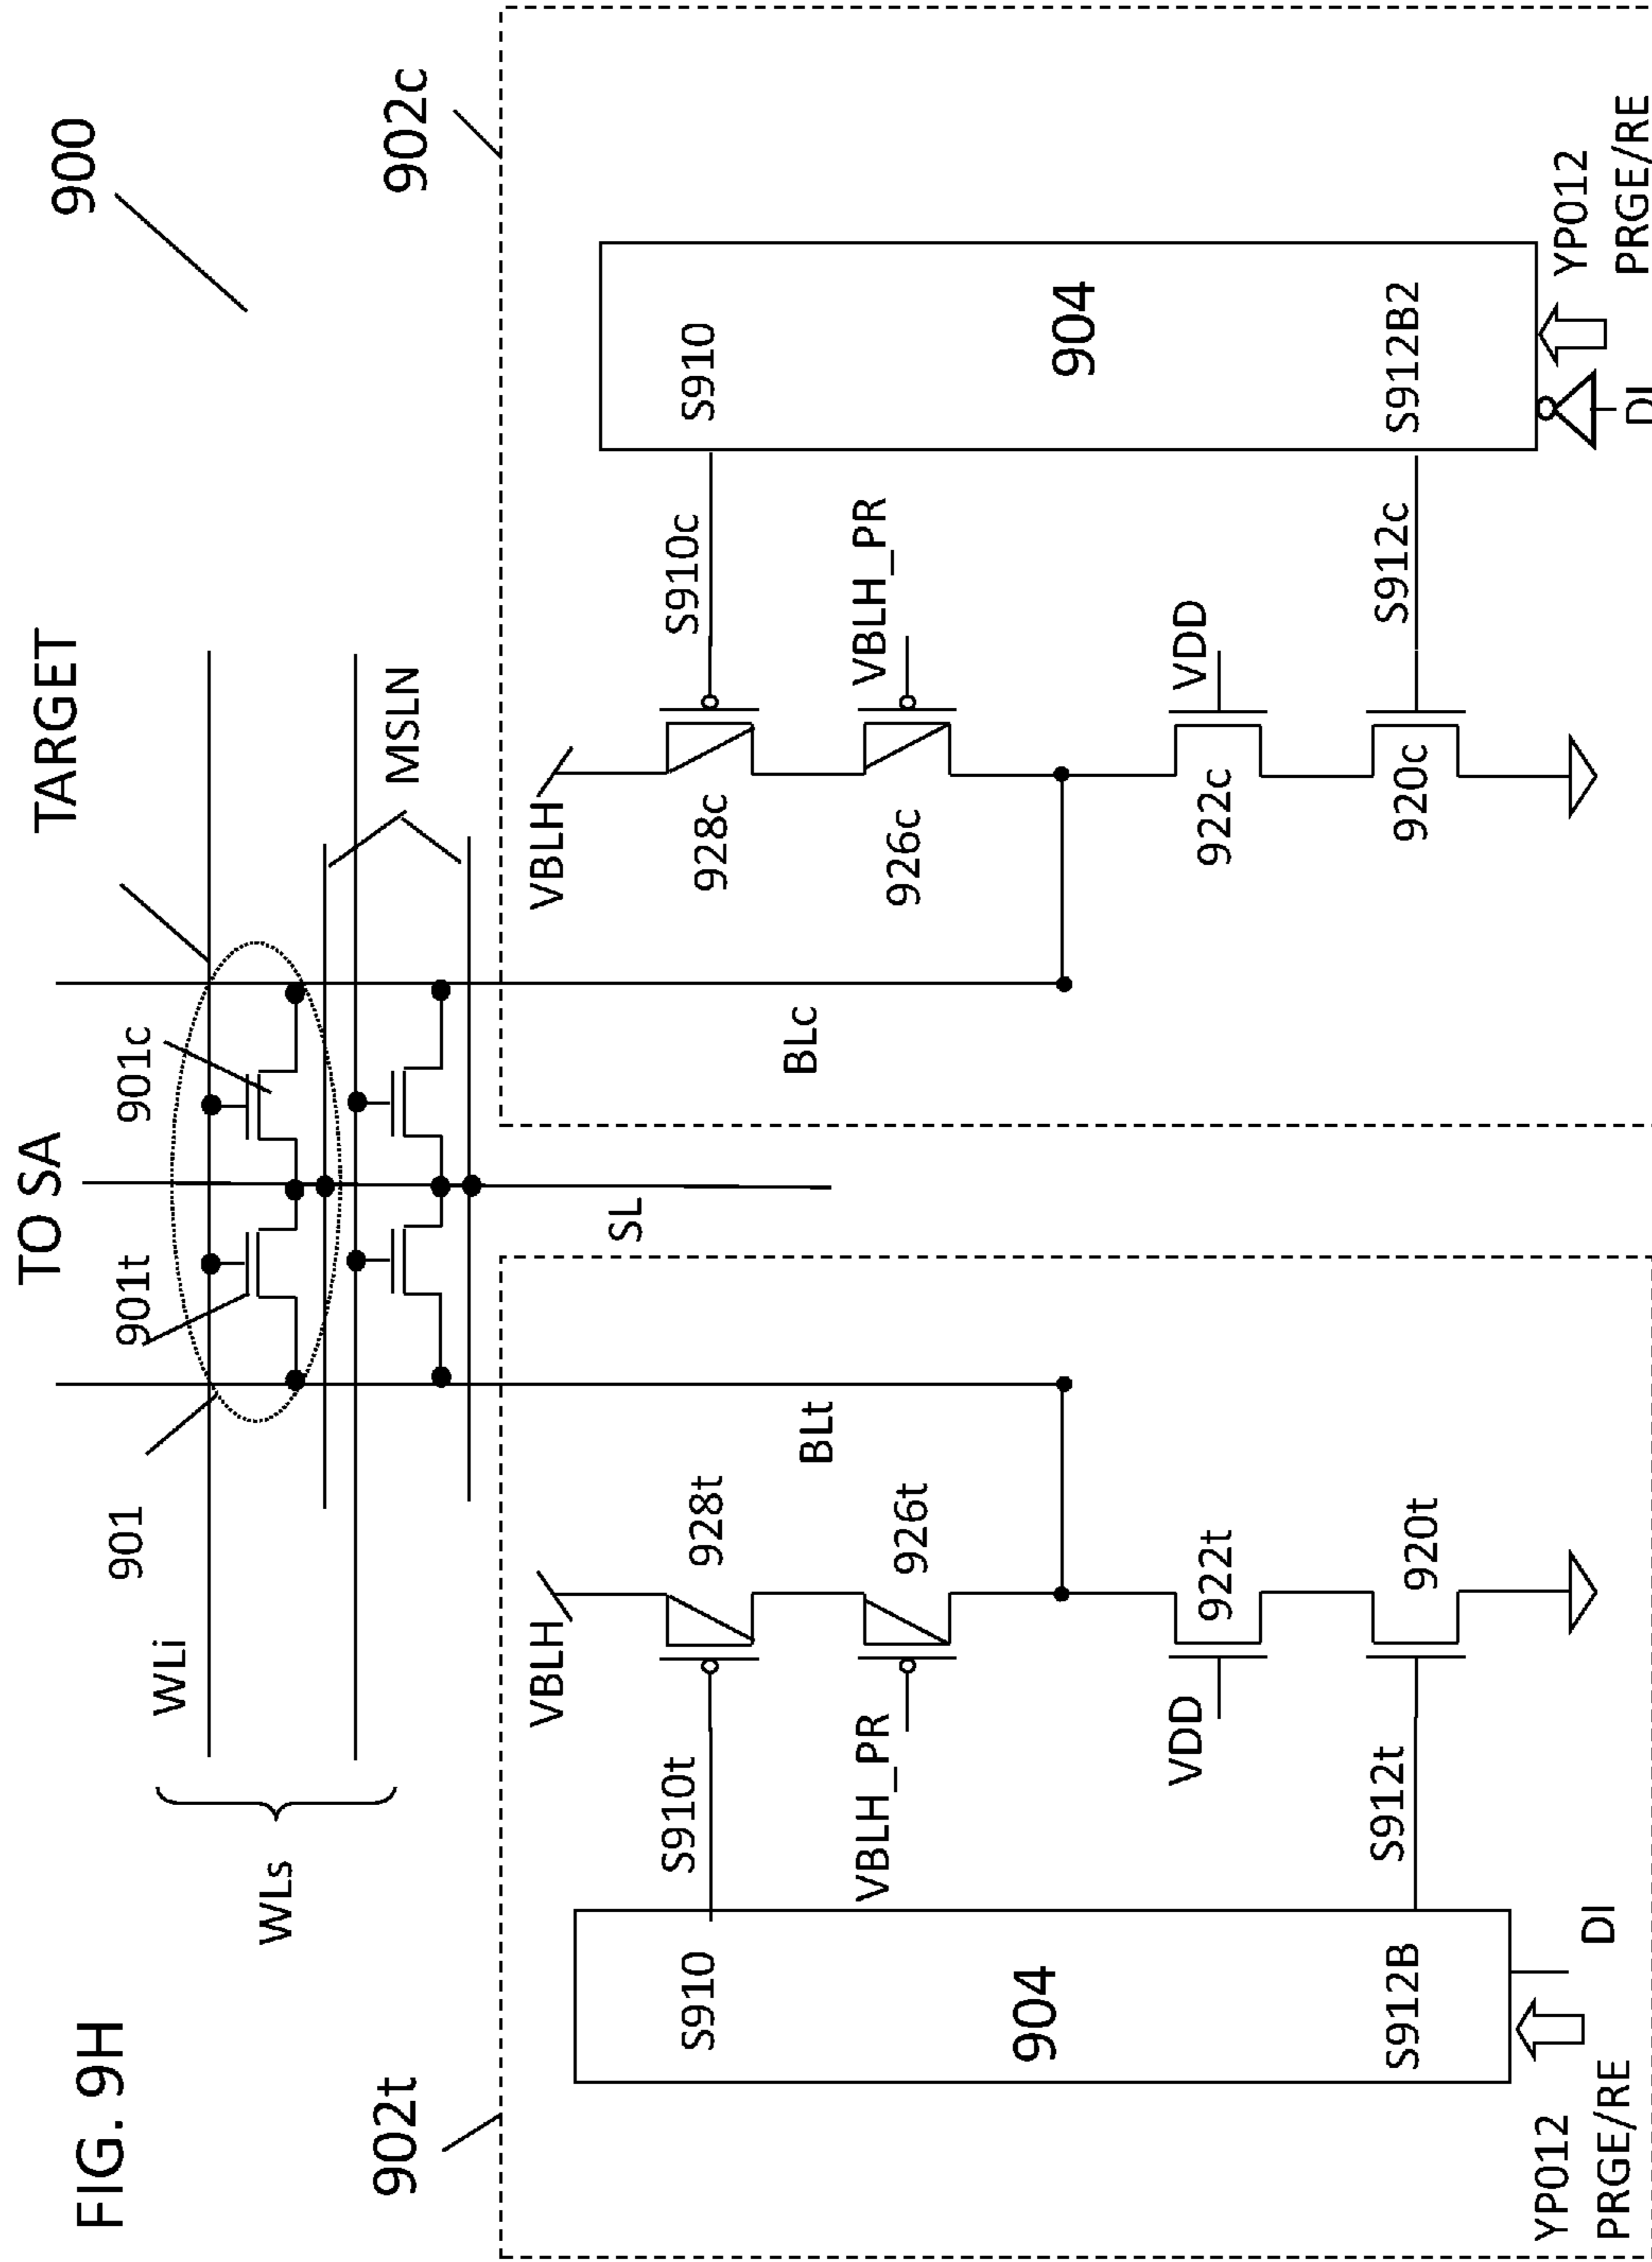 FIG. 9H
TO SA
TARGET
900
901
901t
901c
WLi
WLs
MSLN
902t
902c
SL
VBLH
VBLH
BLt
BLc
S910
S910t
928t
928c
S910c
S910
904
VBLH_PR
926t
926c
VBLH_PR
904
VDD
922t
922c
VDD
S912B
S912t
920t
920c
S912c
S912B2
YP012
PRGE/RE
DI
DI
YP012
PRGE/RE